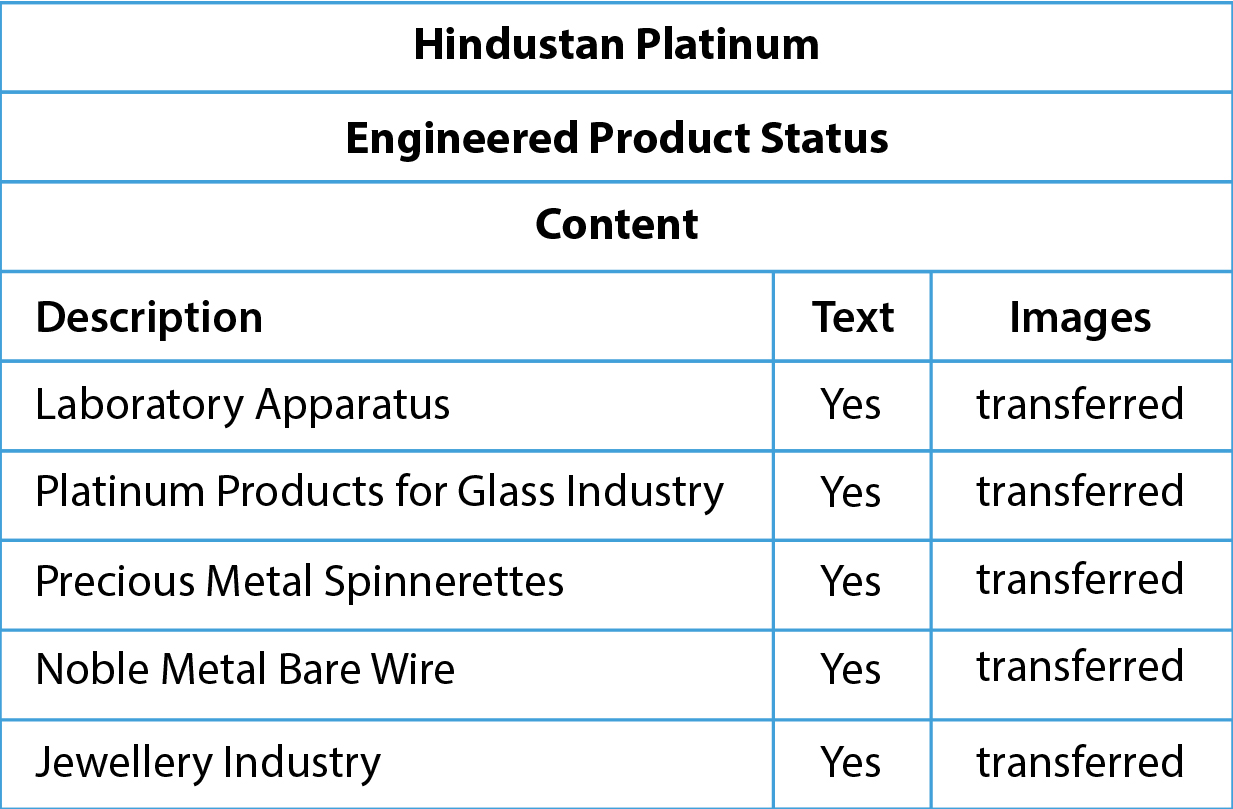 Hindustan Platinum
Engineered Product Status
Content
Description Text Images
Laboratory Apparatus Yes transferred
Platinum Products for Glass Industry Yes transferred
Precious Metal Spinnerettes Yes transferred
Noble Metal Bare Wire Yes transferred
Jewellery Industry Yes transferred